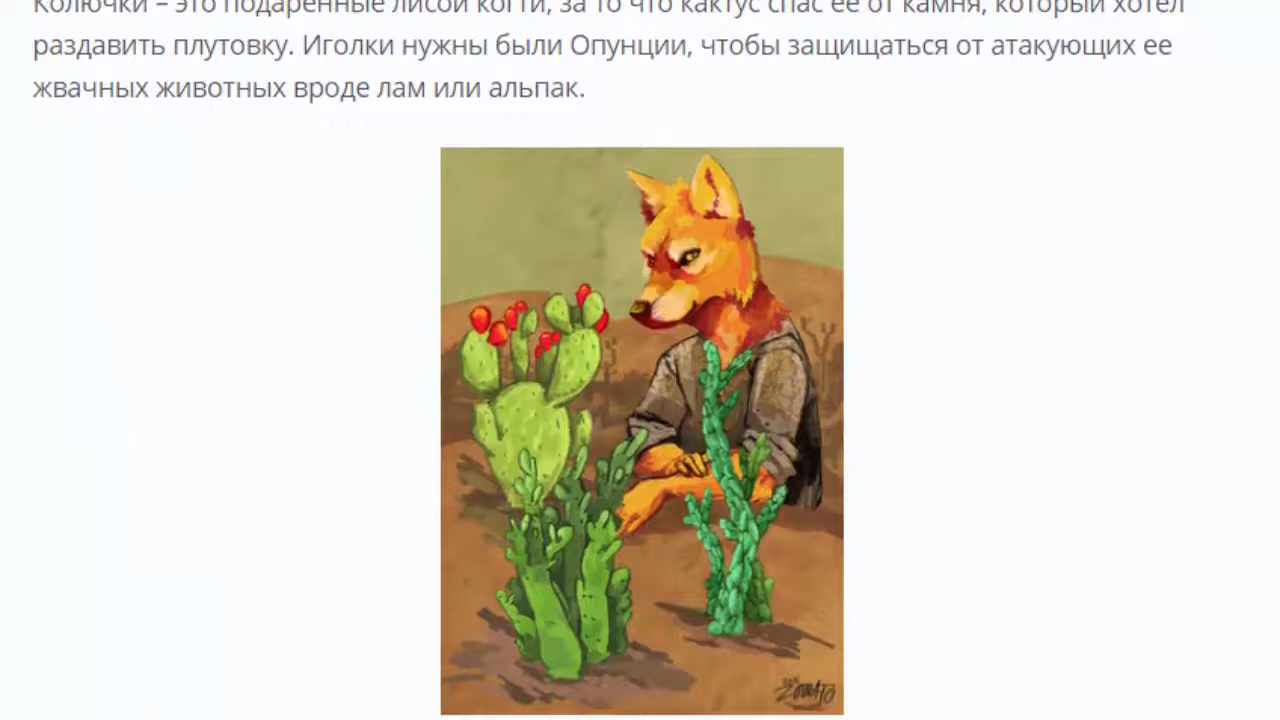 Колючки – это подаренные лисой когти, за то что кактус спас ее от камня, который хотел
раздавить плутовку. Иголки нужны были Опунции, чтобы защищаться от атакующих ее
жвачных животных вроде лам или альпак.